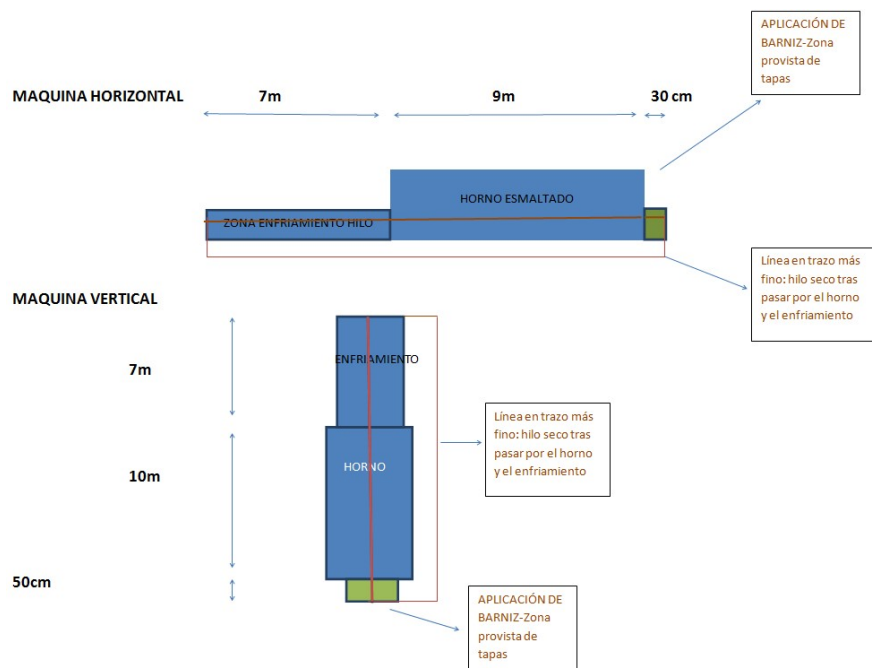 APLICACIÓN DE
BARNIZ-Zona
provista de
tapas
MAQUINA HORIZONTAL
7m
9m
30 cm
HORNO ESMALTADO
ZONA ENFRIAMIENTO HILO
Línea en trazo más
fino: hilo seco tras
pasar por el horno
y el enfriamiento
MAQUINA VERTICAL
ENFRIAMIENTO
7m
Línea en trazo más
fino: hilo seco tras
pasar por el horno
y el enfriamiento
HORNO
10m
50cm
APLICACIÓN DE
BARNIZ-Zona
provista de
tapas